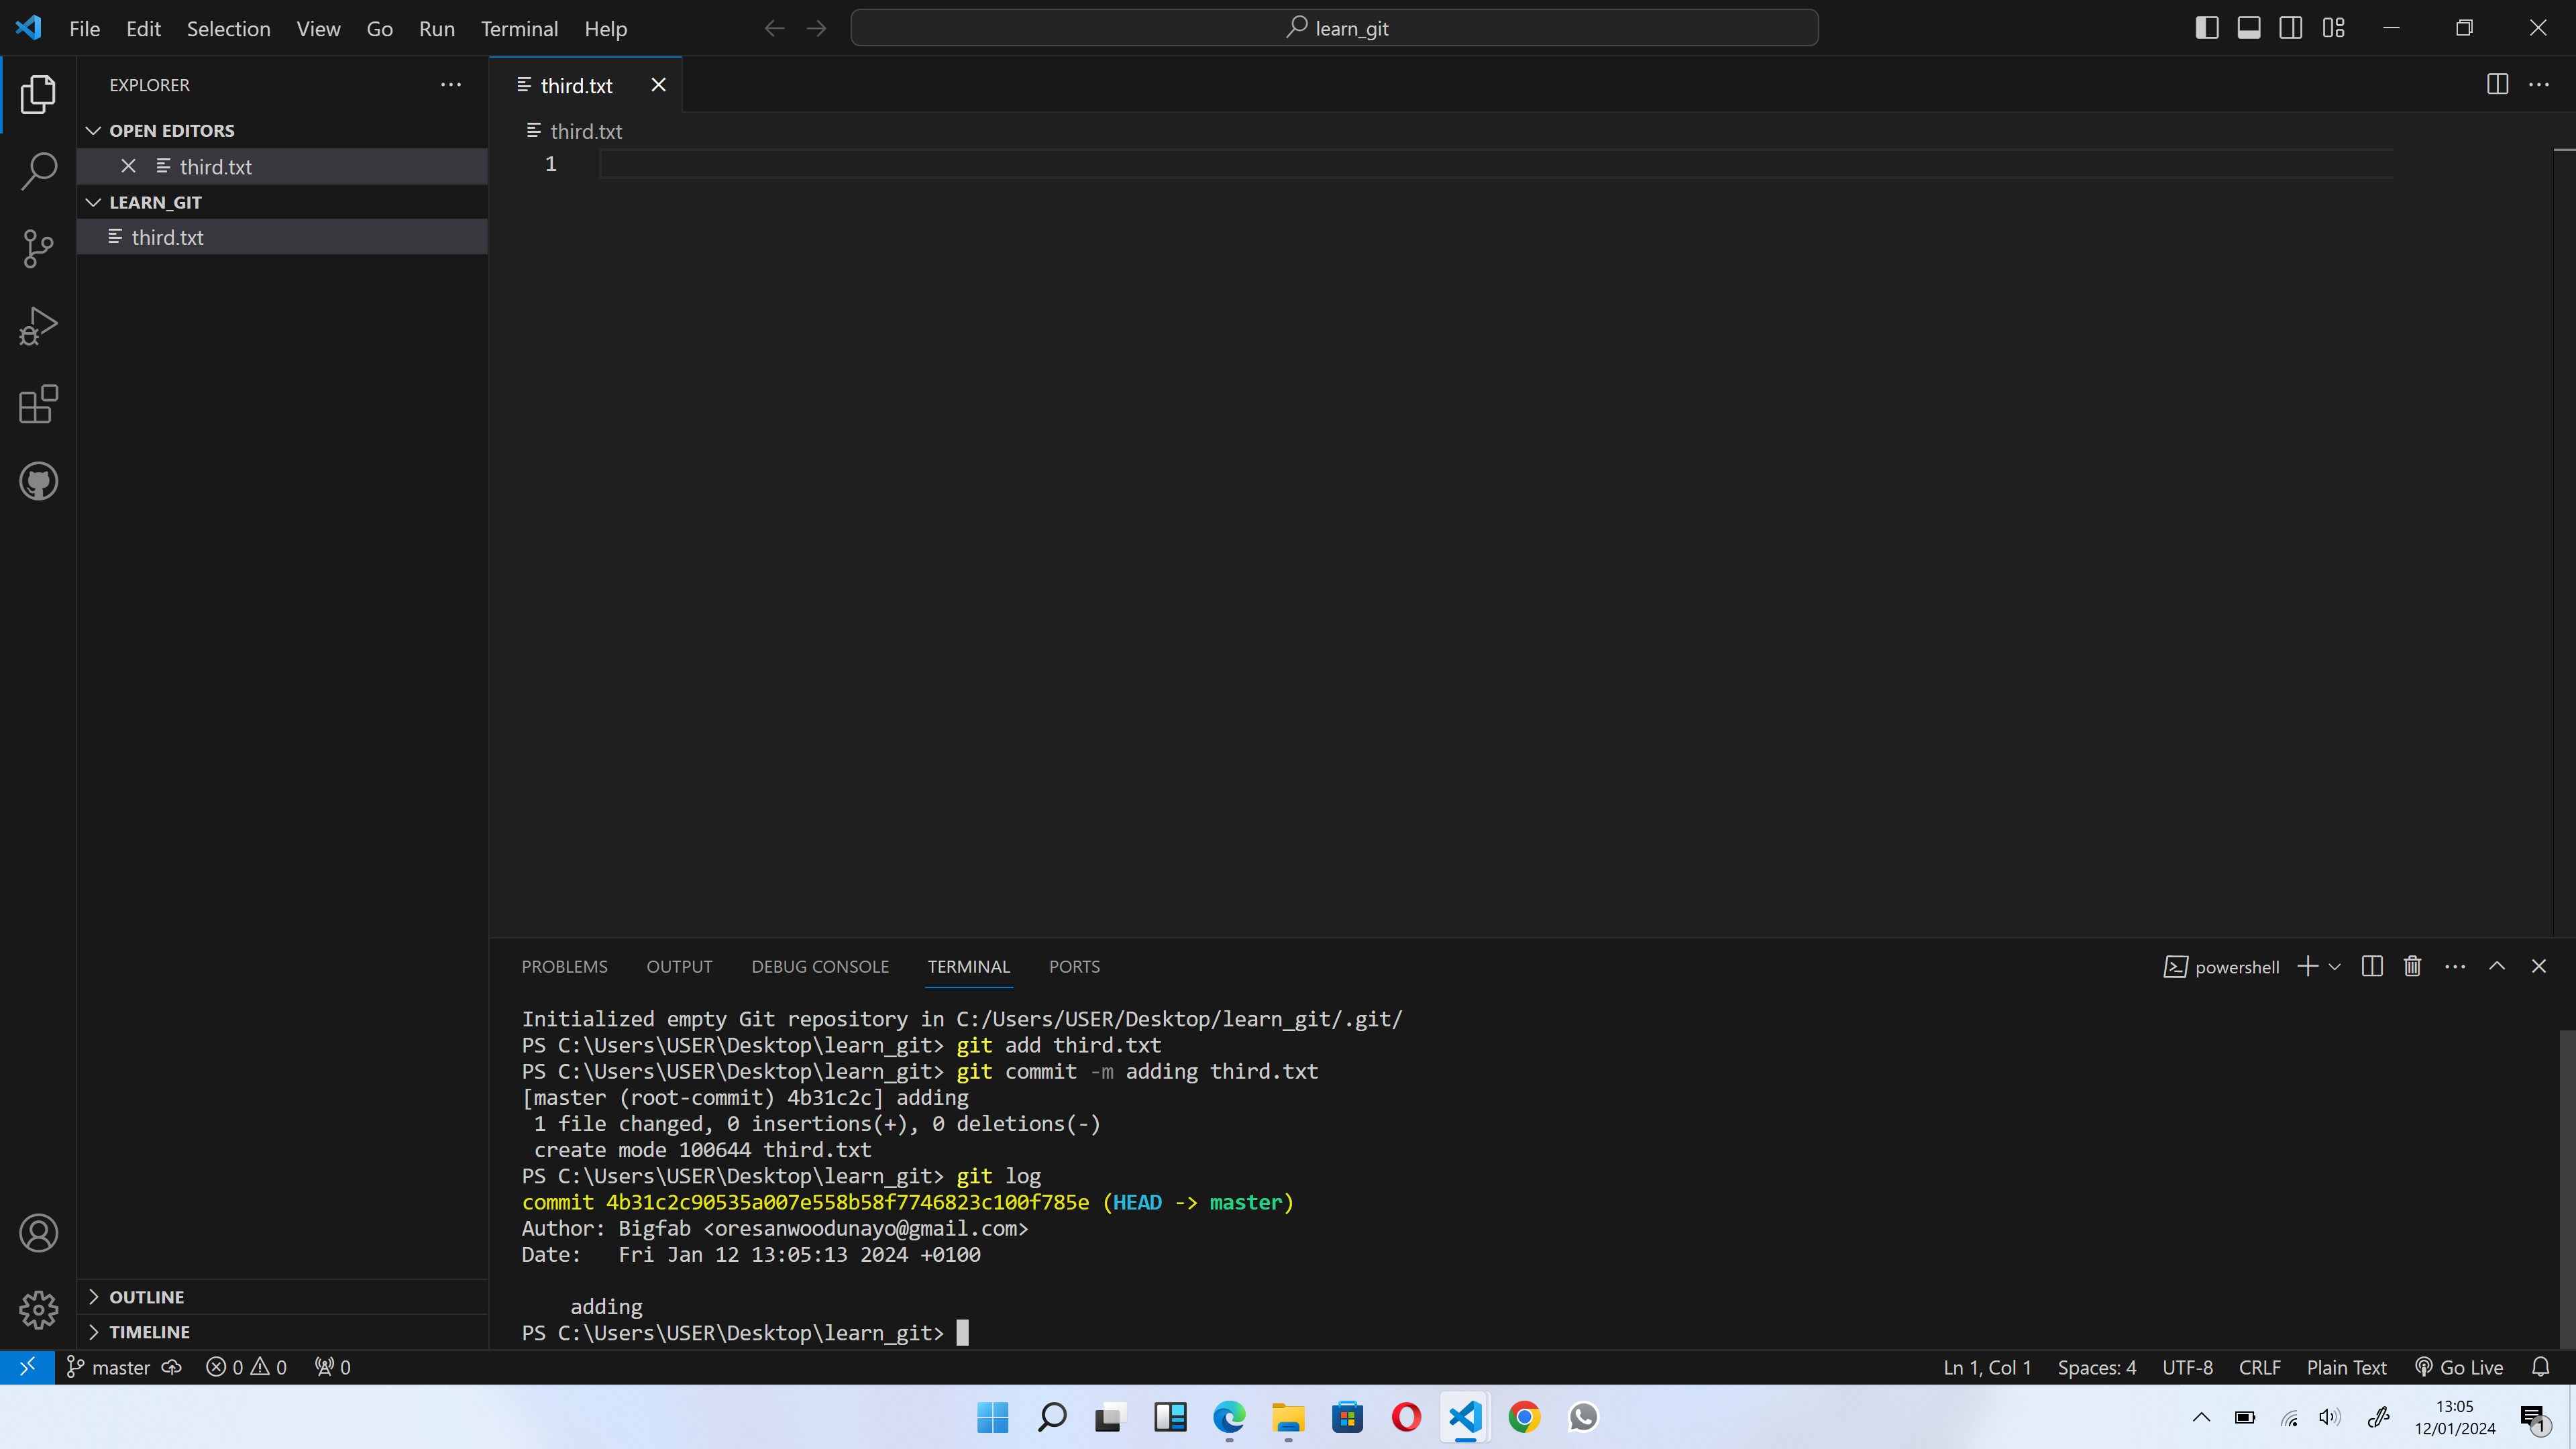 File Edit Selection View Go Run Terminal Help learn_git
EXPLORER
OPEN EDITORS
third.txt
LEARN_GIT
third.txt
OUTLINE
TIMELINE
third.txt
third.txt
1
PROBLEMS OUTPUT DEBUG CONSOLE TERMINAL PORTS powershell
Initialized empty Git repository in C:/Users/USER/Desktop/learn_git/.git/
PS C:\Users\USER\Desktop\learn_git> git add third.txt
PS C:\Users\USER\Desktop\learn_git> git commit -m adding third.txt
[master (root-commit) 4b31c2c] adding
1 file changed, 0 insertions(+), 0 deletions(-)
create mode 100644 third.txt
PS C:\Users\USER\Desktop\learn_git> git log
commit 4b31c2c90535a007e558b58f7746823c100f785e (HEAD -> master)
Author: Bigfab <oresanwoodunayo@gmail.com>
Date:   Fri Jan 12 13:05:13 2024 +0100
adding
PS C:\Users\USER\Desktop\learn_git>
master 0 0 0 Ln 1, Col 1 Spaces: 4 UTF-8 CRLF Plain Text Go Live
13:05
12/01/2024
1